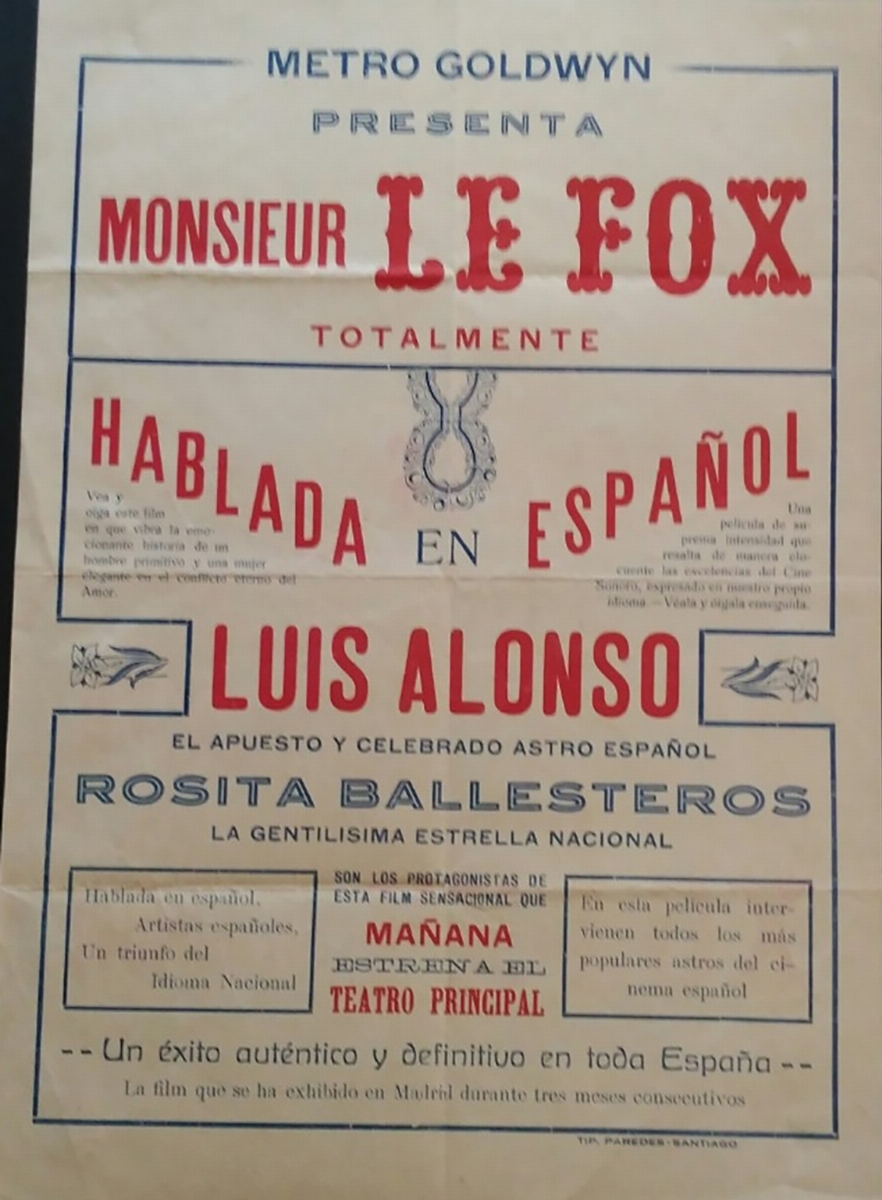 METRO GOLDWYN
PRESENTA
MONSIEUR LE FOX
TOTALMENTE
HABLADA EN ESPAÑOL
Vea y
oiga este film
en que vibra la emo-
cionante historia de un
hombre primitivo y una mujer
elegante en el conflicto eterno del
Amor.
Una
película de su-
prema intensidad que
resalta de manera elo-
cuente las excelencias del Cine
Sonoro, expresado en nuestro propio
idioma.—Véala y óigala enseguida.
LUIS ALONSO
EL APUESTO Y CELEBRADO ASTRO ESPAÑOL
ROSITA BALLESTEROS
LA GENTILISIMA ESTRELLA NACIONAL
Hablada en español.
Artistas españoles.
Un triunfo del
Idioma Nacional
SON LOS PROTAGONISTAS DE
ESTA FILM SENSACIONAL QUE
MAÑANA
ESTRENA EL
TEATRO PRINCIPAL
En esta película inter-
vienen todos los más
populares astros del ci-
nema español
-- Un éxito auténtico y definitivo en toda España --
La film que se ha exhibido en Madrid durante tres meses consecutivos
TIP. PAREDES-SANTIAGO